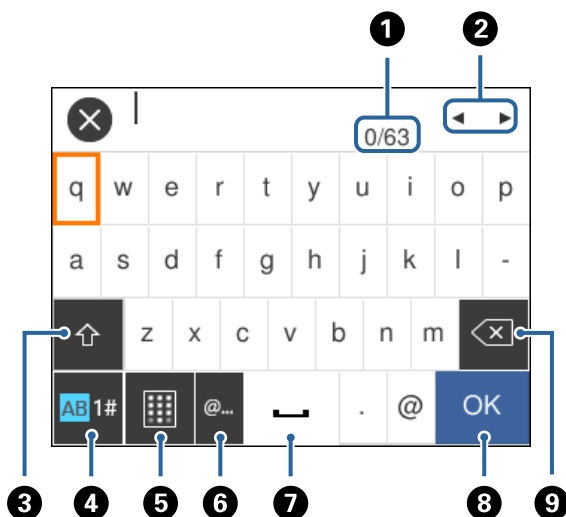 1 2
0/63
q w e r t y u i o p
a s d f g h j k l -
z x c v b n m
AB 1# @... . @ OK
3 4 5 6 7 8 9